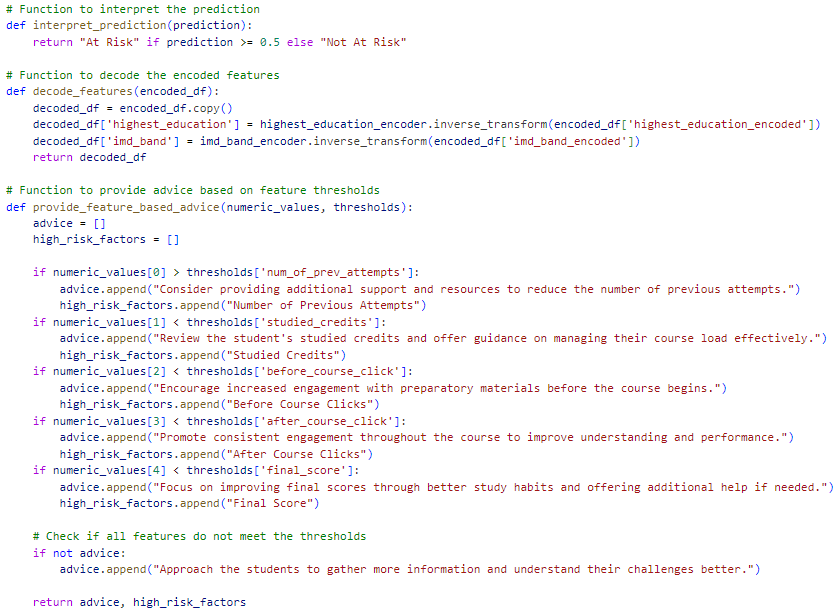 # Function to interpret the prediction
def interpret_prediction(prediction):
    return "At Risk" if prediction >= 0.5 else "Not At Risk"

# Function to decode the encoded features
def decode_features(encoded_df):
    decoded_df = encoded_df.copy()
    decoded_df['highest_education'] = highest_education_encoder.inverse_transform(encoded_df['highest_education_encoded'])
    decoded_df['imd_band'] = imd_band_encoder.inverse_transform(encoded_df['imd_band_encoded'])
    return decoded_df

# Function to provide advice based on feature thresholds
def provide_feature_based_advice(numeric_values, thresholds):
    advice = []
    high_risk_factors = []

    if numeric_values[0] > thresholds['num_of_prev_attempts']:
        advice.append("Consider providing additional support and resources to reduce the number of previous attempts.")
        high_risk_factors.append("Number of Previous Attempts")
    if numeric_values[1] < thresholds['studied_credits']:
        advice.append("Review the student's studied credits and offer guidance on managing their course load effectively.")
        high_risk_factors.append("Studied Credits")
    if numeric_values[2] < thresholds['before_course_click']:
        advice.append("Encourage increased engagement with preparatory materials before the course begins.")
        high_risk_factors.append("Before Course Clicks")
    if numeric_values[3] < thresholds['after_course_click']:
        advice.append("Promote consistent engagement throughout the course to improve understanding and performance.")
        high_risk_factors.append("After Course Clicks")
    if numeric_values[4] < thresholds['final_score']:
        advice.append("Focus on improving final scores through better study habits and offering additional help if needed.")
        high_risk_factors.append("Final Score")

    # Check if all features do not meet the thresholds
    if not advice:
        advice.append("Approach the students to gather more information and understand their challenges better.")

    return advice, high_risk_factors